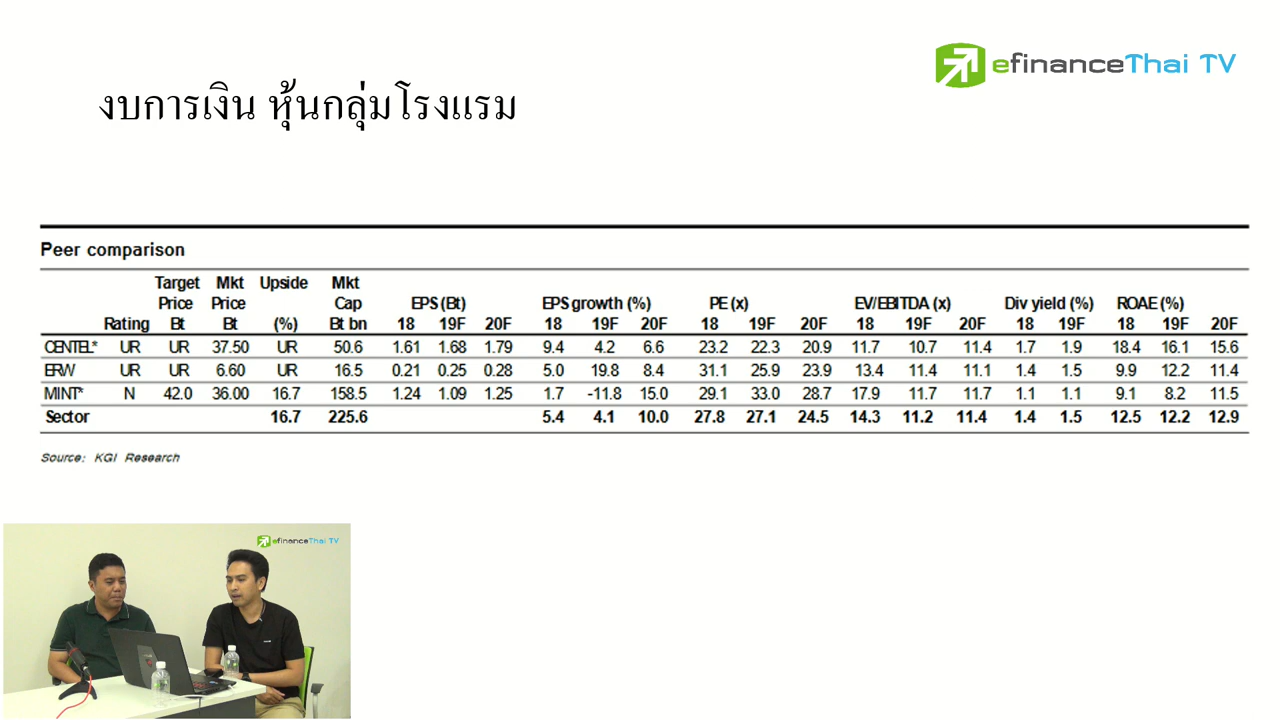 efinanceThai TV
งบการเงิน หุ้นกลุ่มโรงแรม
Peer comparison
Target Mkt Upside Mkt
Price Price Cap EPS (Bt) EPS growth (%) PE (x) EV/EBITDA (x) Div yield (%) ROAE (%)
Rating Bt Bt (%) Bt bn 18 19F 20F 18 19F 20F 18 19F 20F 18 19F 20F 18 19F 18 19F 20F
CENTEL* UR UR 37.50 UR 50.6 1.61 1.68 1.79 9.4 4.2 6.6 23.2 22.3 20.9 11.7 10.7 11.4 1.7 1.9 18.4 16.1 15.6
ERW UR UR 6.60 UR 16.5 0.21 0.25 0.28 5.0 19.8 8.4 31.1 25.9 23.9 13.4 11.4 11.1 1.4 1.5 9.9 12.2 11.4
MINT* N 42.0 36.00 16.7 158.5 1.24 1.09 1.25 1.7 -11.8 15.0 29.1 33.0 28.7 17.9 11.7 11.7 1.1 1.1 9.1 8.2 11.5
Sector 16.7 225.6 5.4 4.1 10.0 27.8 27.1 24.5 14.3 11.2 11.4 1.4 1.5 12.5 12.2 12.9
Source: KGI Research
efinanceThai TV